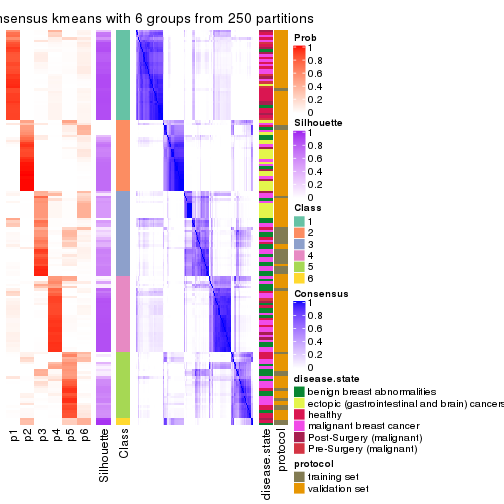 nsensus kmeans with 6 groups from 250 partitions
Prob
1
0.8
0.6
0.4
0.2
0
Silhouette
1
0.8
0.6
0.4
0.2
0
Class
1
2
3
4
5
6
Consensus
1
0.8
0.6
0.4
0.2
0
disease.state
benign breast abnormalities
ectopic (gastrointestinal and brain) cancers
healthy
malignant breast cancer
Post-Surgery (malignant)
Pre-Surgery (malignant)
protocol
training set
validation set
p1
p2
p3
p4
p5
p6
Silhouette
Class
disease.state
protocol